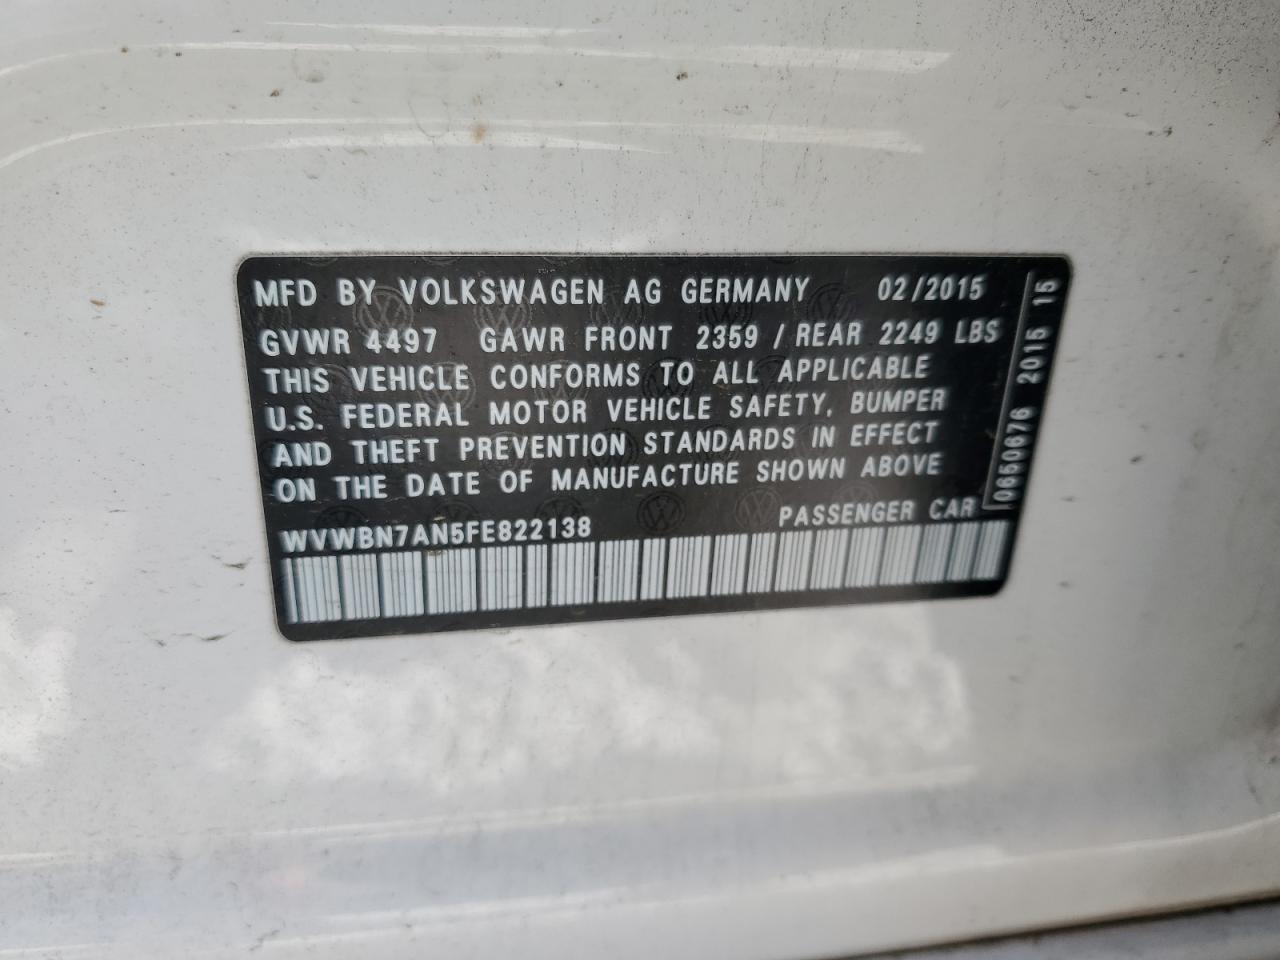 MFD BY VOLKSWAGEN AG GERMANY 02/2015
GVWR 4497 GAWR FRONT 2359 / REAR 2249 LBS
THIS VEHICLE CONFORMS TO ALL APPLICABLE
U.S. FEDERAL MOTOR VEHICLE SAFETY, BUMPER
AND THEFT PREVENTION STANDARDS IN EFFECT
ON THE DATE OF MANUFACTURE SHOWN ABOVE
PASSENGER CAR
WVWBN7AN5FE822138
0650676 2015 15